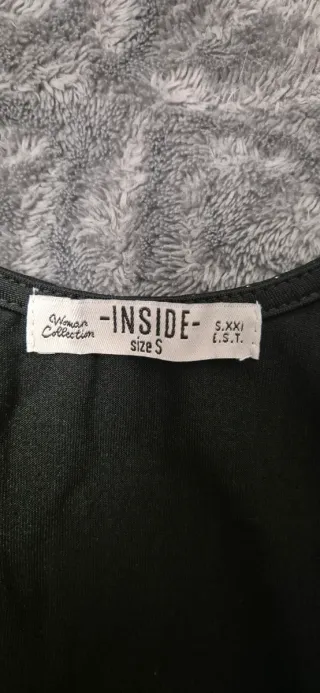 Woman Collection
-INSIDE-
size S
S.XXI
E.S.T.